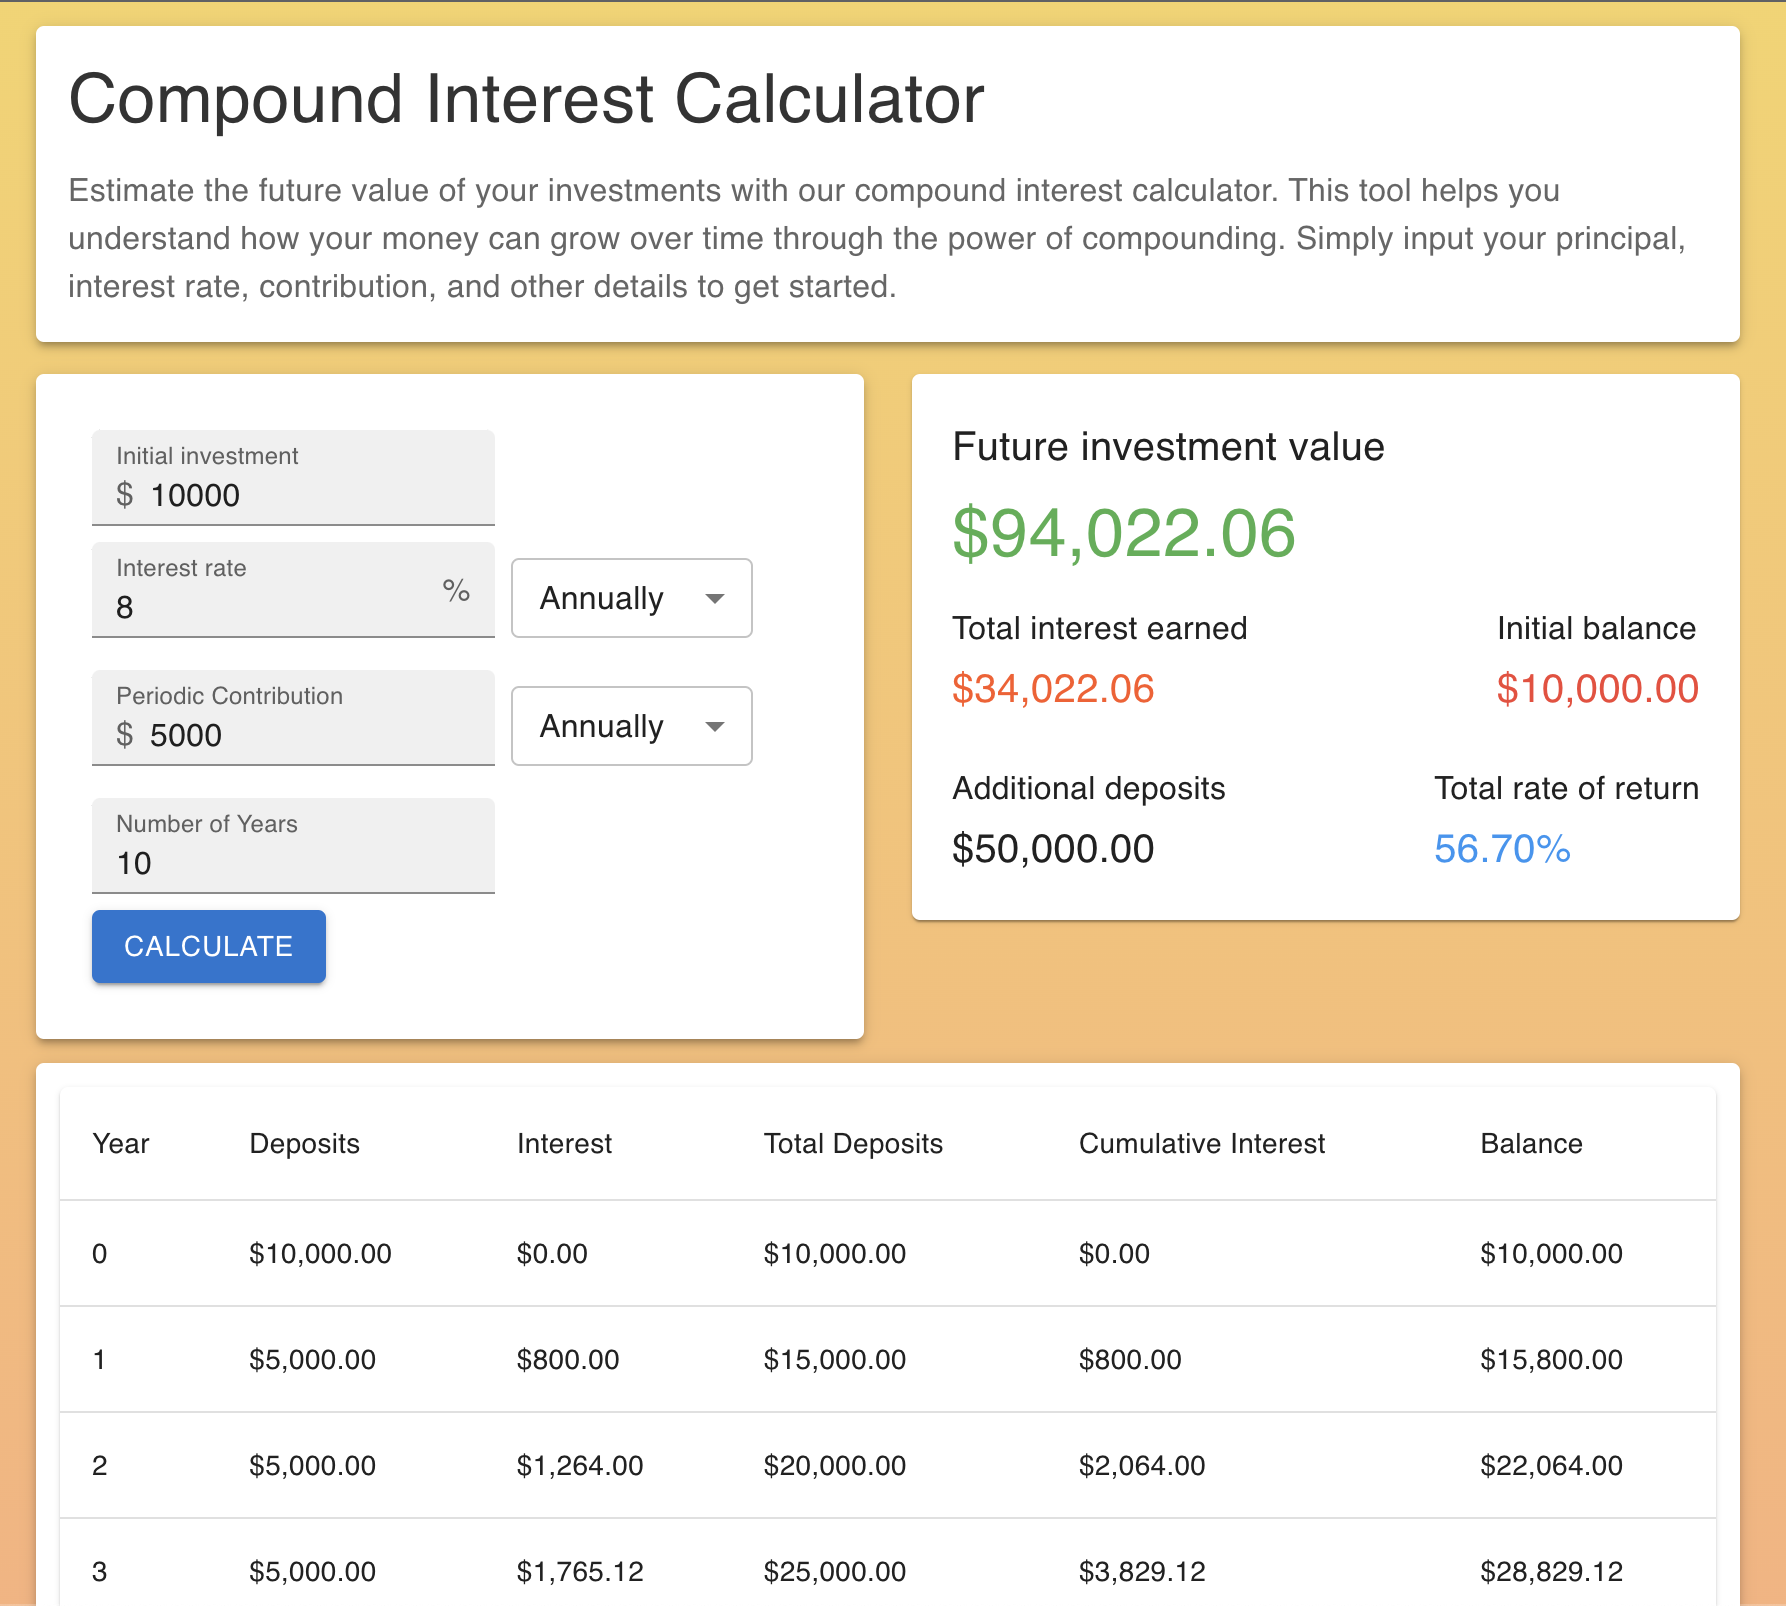 Compound Interest Calculator
Estimate the future value of your investments with our compound interest calculator. This tool helps you
understand how your money can grow over time through the power of compounding. Simply input your principal,
interest rate, contribution, and other details to get started.
Initial investment
$ 10000
Interest rate
8 %
Annually
Periodic Contribution
$ 5000
Annually
Number of Years
10
CALCULATE
Future investment value
$94,022.06
Total interest earned
$34,022.06
Initial balance
$10,000.00
Additional deposits
$50,000.00
Total rate of return
56.70%
Year Deposits Interest Total Deposits Cumulative Interest Balance
0 $10,000.00 $0.00 $10,000.00 $0.00 $10,000.00
1 $5,000.00 $800.00 $15,000.00 $800.00 $15,800.00
2 $5,000.00 $1,264.00 $20,000.00 $2,064.00 $22,064.00
3 $5,000.00 $1,765.12 $25,000.00 $3,829.12 $28,829.12